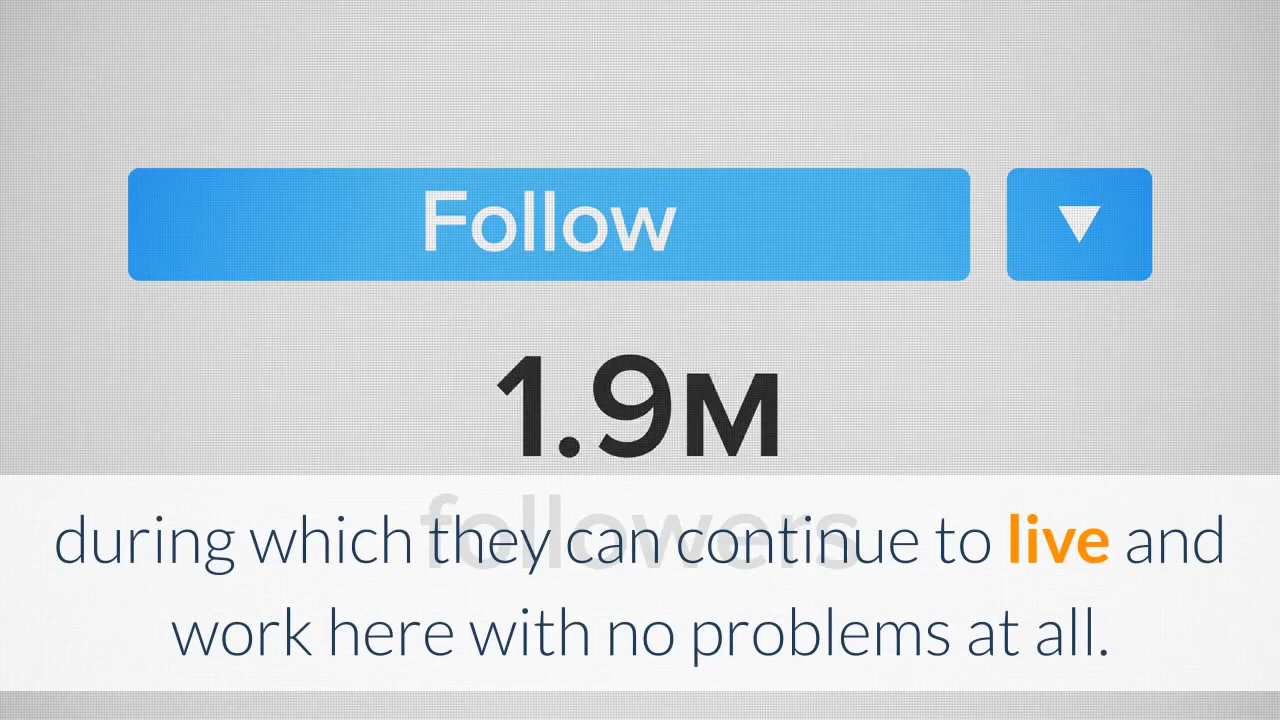 Follow
1.9M
followers
during which they can continue to live and
work here with no problems at all.